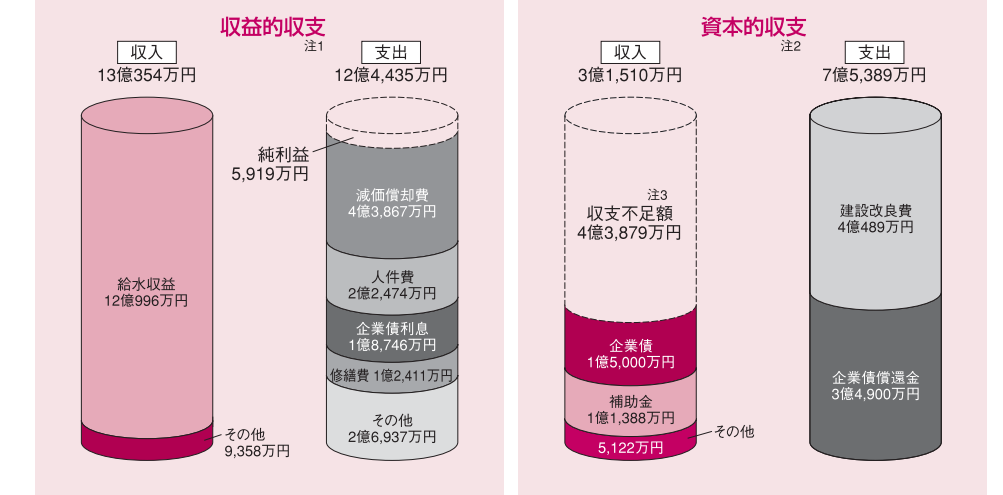 収益的収支
注1
収入
13億354万円
支出
12億4,435万円
純利益
5,919万円
給水収益
12億996万円
その他
9,358万円
減価償却費
4億3,867万円
人件費
2億2,474万円
企業債利息
1億8,746万円
修繕費 1億2,411万円
その他
2億6,937万円
資本的収支
注2
収入
3億1,510万円
支出
7億5,389万円
注3
収支不足額
4億3,879万円
企業債
1億5,000万円
補助金
1億1,388万円
その他
5,122万円
建設改良費
4億489万円
企業債償還金
3億4,900万円